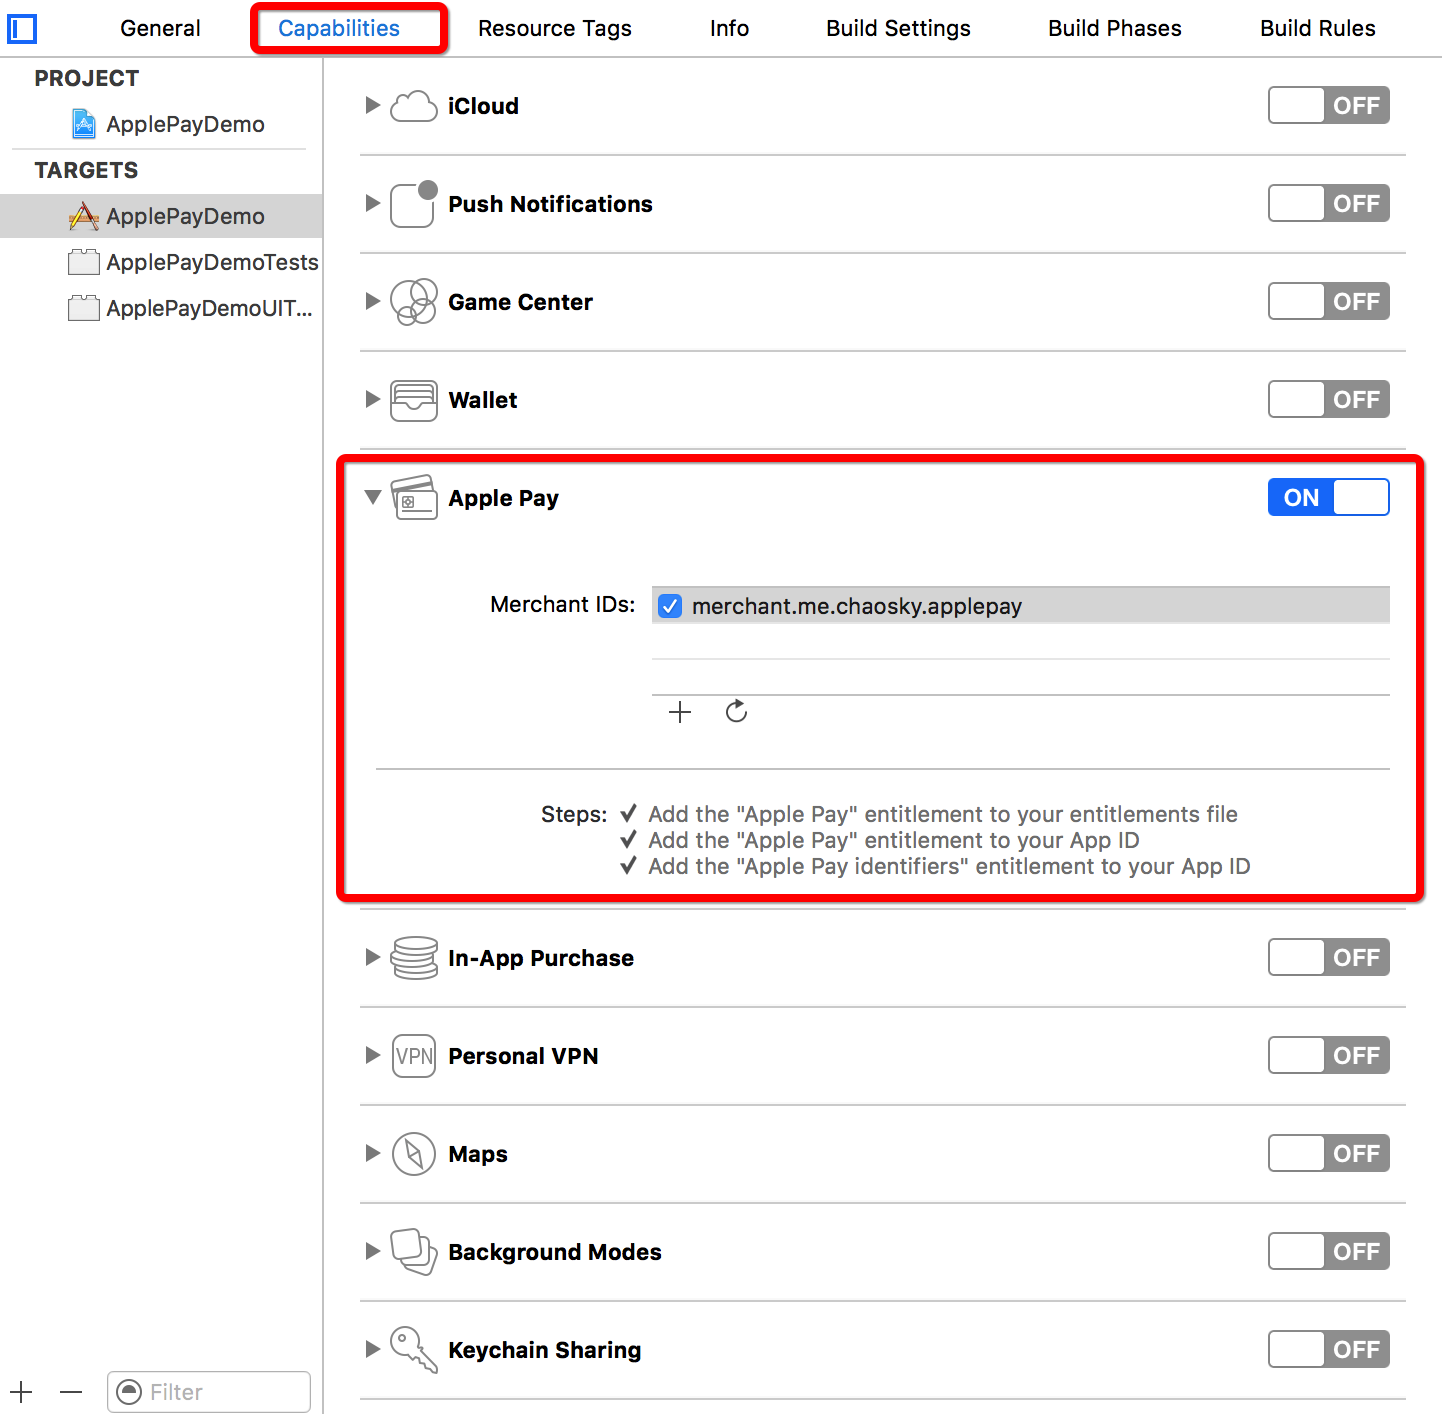 General Capabilities Resource Tags Info Build Settings Build Phases Build Rules
PROJECT
ApplePayDemo
TARGETS
ApplePayDemo
ApplePayDemoTests
ApplePayDemoUIT...
Filter
iCloud OFF
Push Notifications OFF
Game Center OFF
Wallet OFF
Apple Pay ON
Merchant IDs: merchant.me.chaosky.applepay
Steps: ✓ Add the "Apple Pay" entitlement to your entitlements file
✓ Add the "Apple Pay" entitlement to your App ID
✓ Add the "Apple Pay identifiers" entitlement to your App ID
In-App Purchase OFF
VPN Personal VPN OFF
Maps OFF
Background Modes OFF
Keychain Sharing OFF